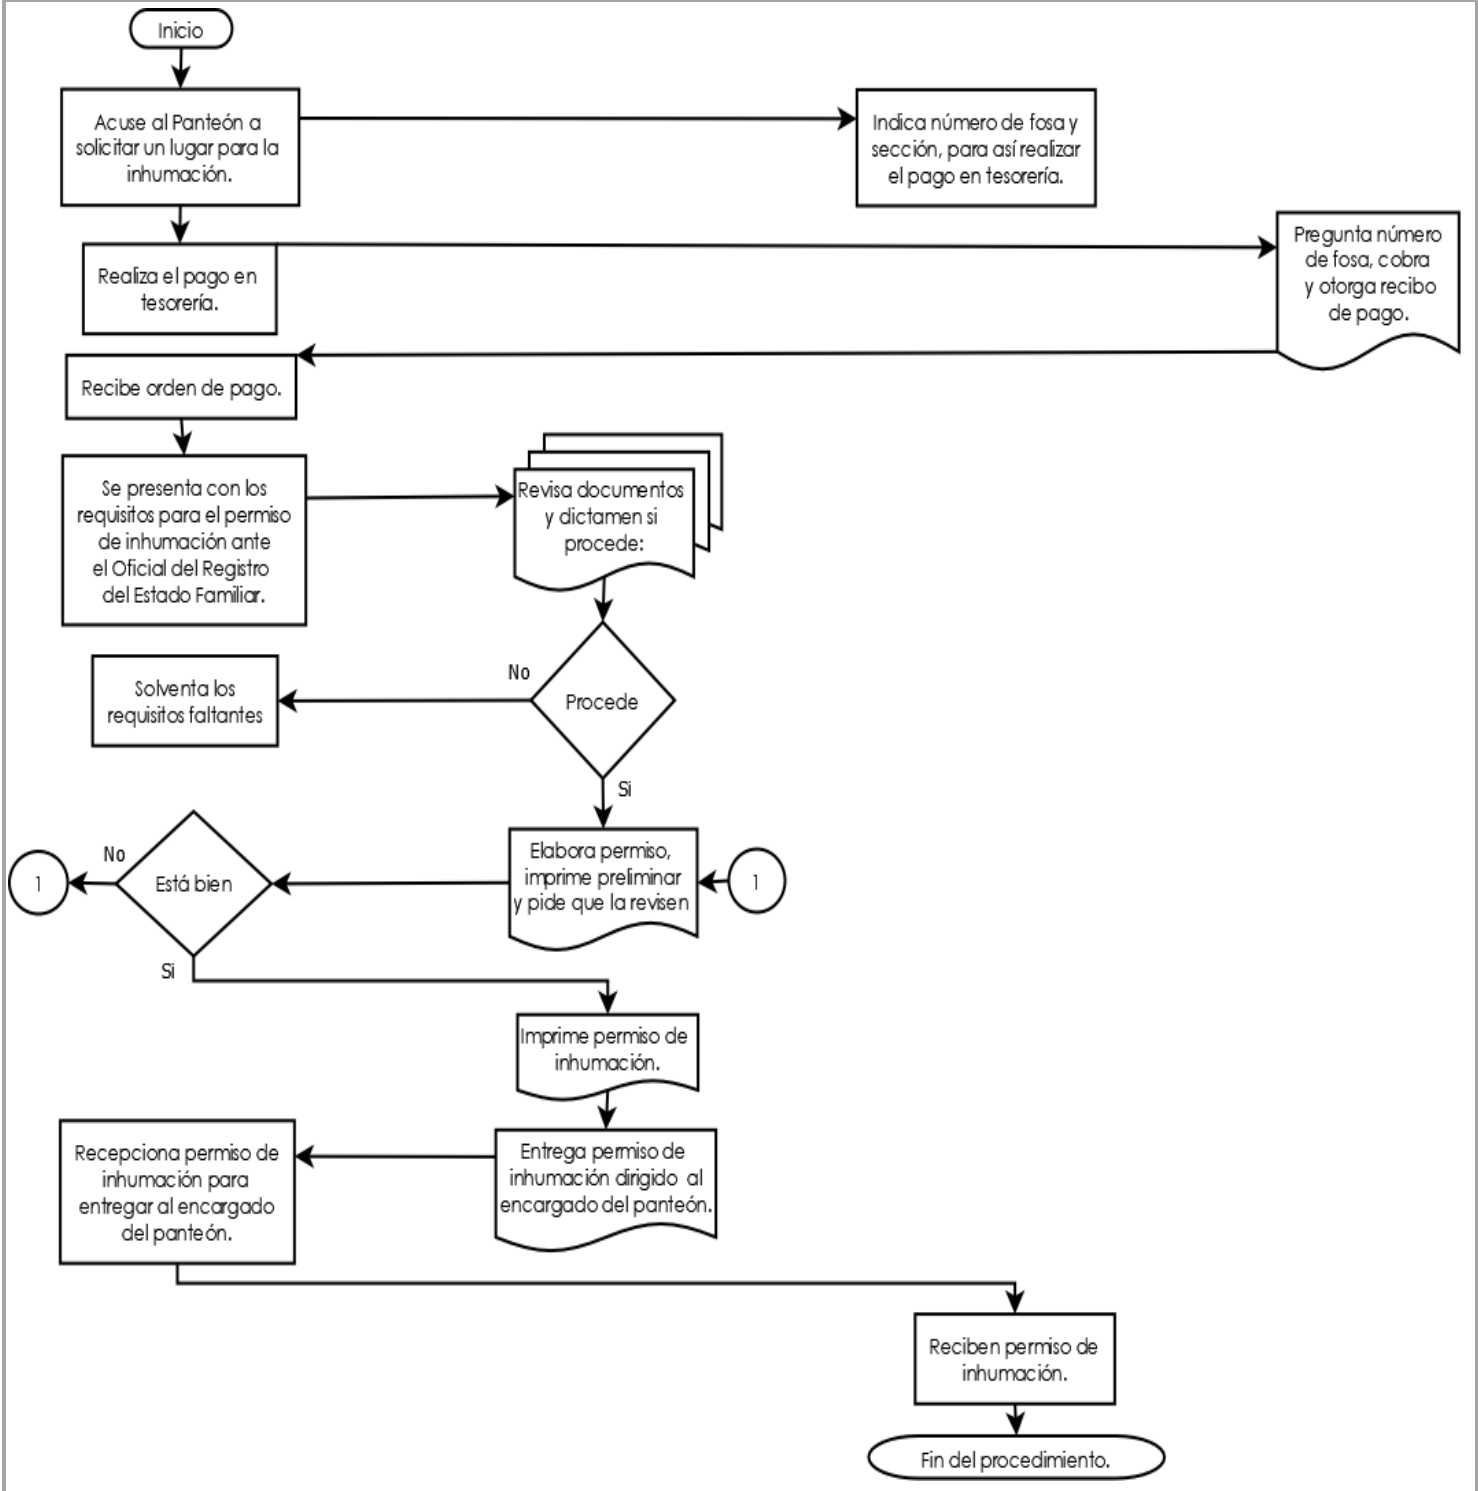 Inicio
Acuse al Panteón a
solicitar un lugar para la
inhumación.
Indica número de fosa y
sección, para así realizar
el pago en tesorería.
Realiza el pago en
tesorería.
Pregunta número
de fosa, cobra
y otorga recibo
de pago.
Recibe orden de pago.
Se presenta con los
requisitos para el permiso
de inhumación ante
el Oficial del Registro
del Estado Familiar.
Revisa documentos
y dictamen si
procede:
Procede
No
Solventa los
requisitos faltantes
Si
Elabora permiso,
imprime preliminar
y pide que la revisen
1
Está bien
No
1
Si
Imprime permiso de
inhumación.
Entrega permiso de
inhumación dirigido al
encargado del panteón.
Recepciona permiso de
inhumación para
entregar al encargado
del panteón.
Reciben permiso de
inhumación.
Fin del procedimiento.